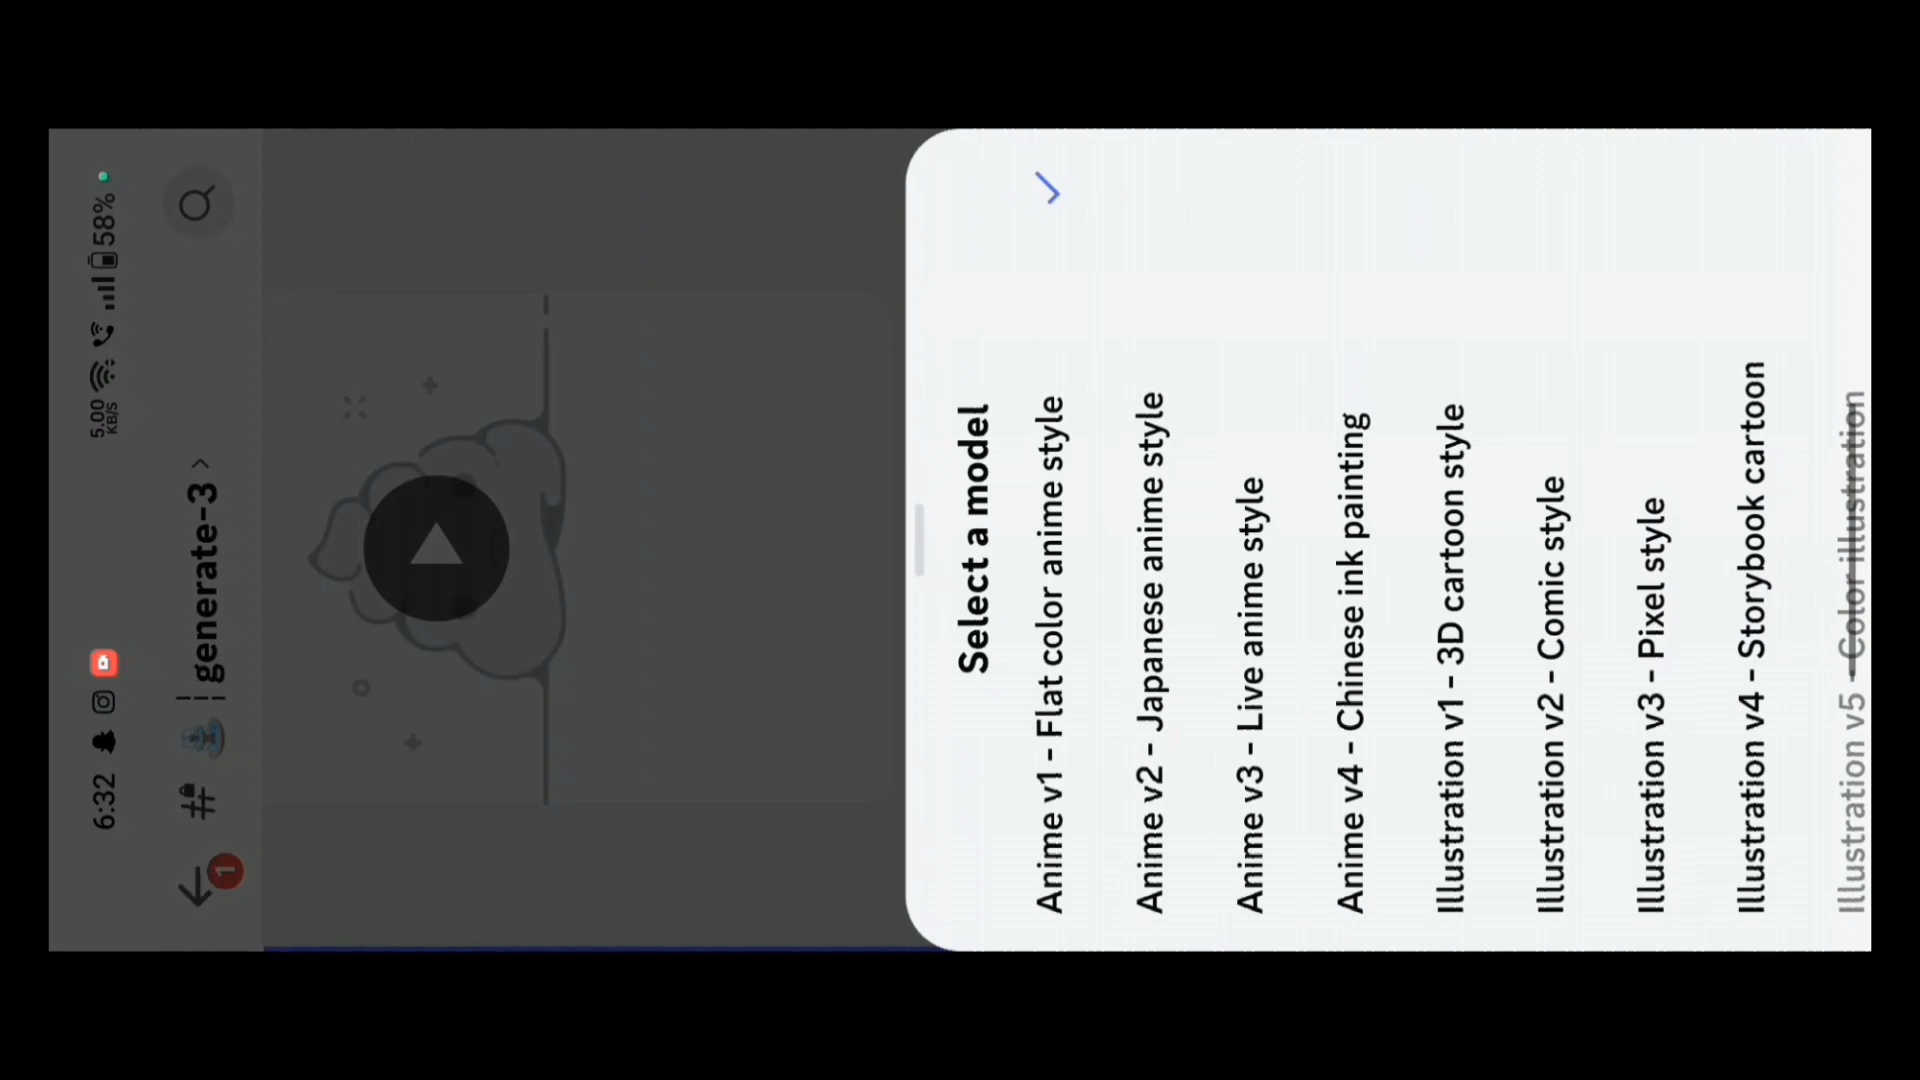 6:32
5.00
KB/S
58%
1
# generate-3 >
Select a model
Anime v1 - Flat color anime style
Anime v2 - Japanese anime style
Anime v3 - Live anime style
Anime v4 - Chinese ink painting
Illustration v1 - 3D cartoon style
Illustration v2 - Comic style
Illustration v3 - Pixel style
Illustration v4 - Storybook cartoon
Illustration v5 - Color illustration